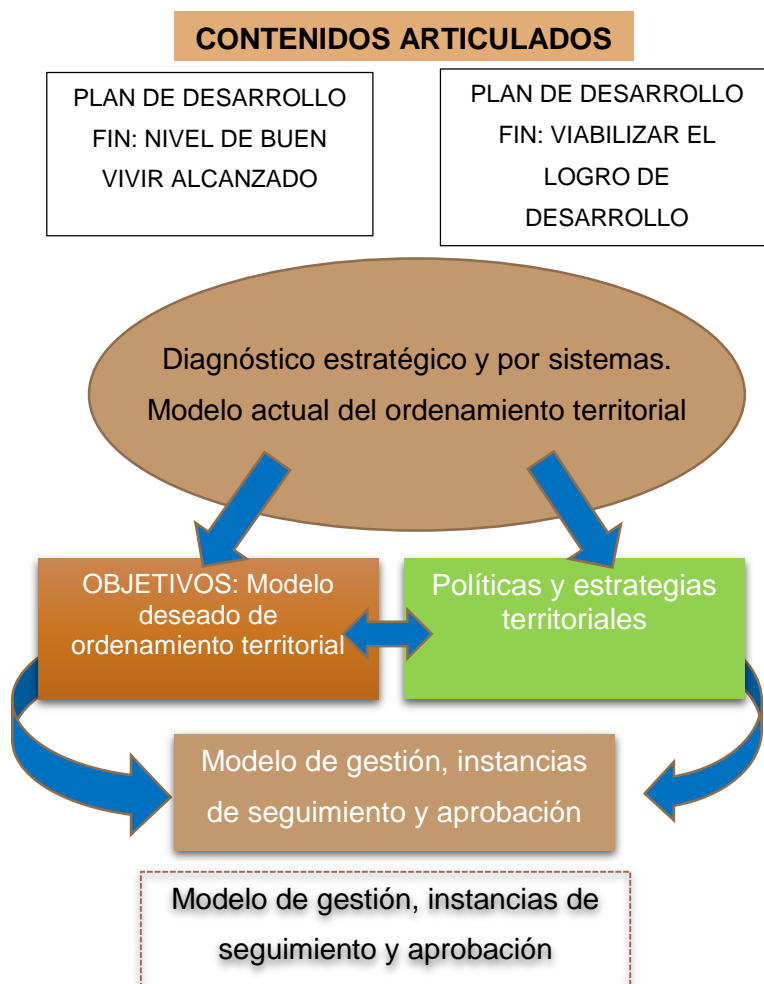 CONTENIDOS ARTICULADOS
PLAN DE DESARROLLO
FIN: NIVEL DE BUEN
VIVIR ALCANZADO
PLAN DE DESARROLLO
FIN: VIABILIZAR EL
LOGRO DE
DESARROLLO
Diagnóstico estratégico y por sistemas.
Modelo actual del ordenamiento territorial
OBJETIVOS: Modelo
deseado de
ordenamiento territorial
Políticas y estrategias
territoriales
Modelo de gestión, instancias
de seguimiento y aprobación
Modelo de gestión, instancias de
seguimiento y aprobación